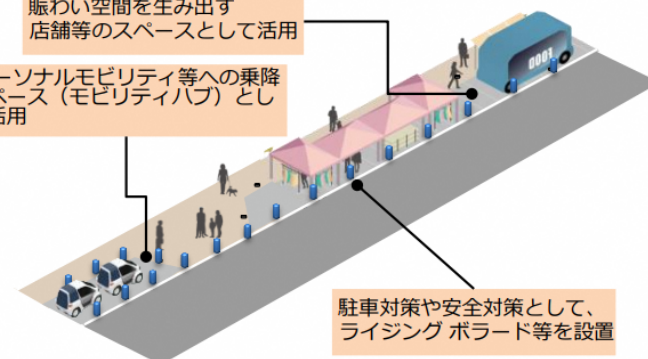 賑わい空間を生み出す
店舗等のスペースとして活用
ーソナルモビリティ等への乗降
ペース（モビリティハブ）とし
活用
0001
駐車対策や安全対策として、
ライジング ボラード等を設置